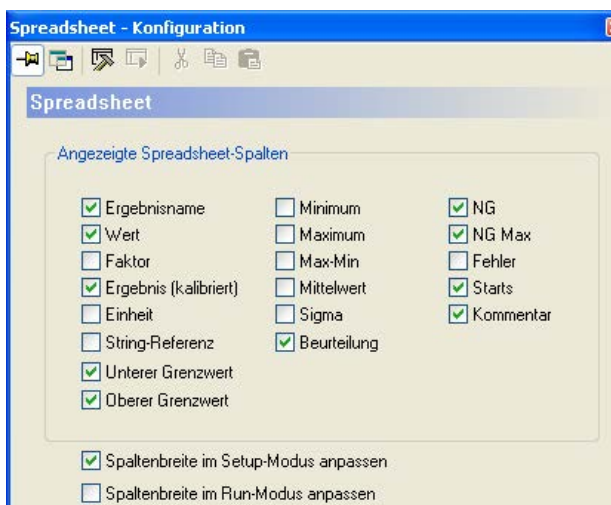 Spreadsheet - Konfiguration
Spreadsheet
Angezeigte Spreadsheet-Spalten
Ergebnisname
Wert
Faktor
Ergebnis (kalibriert)
Einheit
String-Referenz
Unterer Grenzwert
Oberer Grenzwert
Minimum
Maximum
Max-Min
Mittelwert
Sigma
Beurteilung
NG
NG Max
Fehler
Starts
Kommentar
Spaltenbreite im Setup-Modus anpassen
Spaltenbreite im Run-Modus anpassen